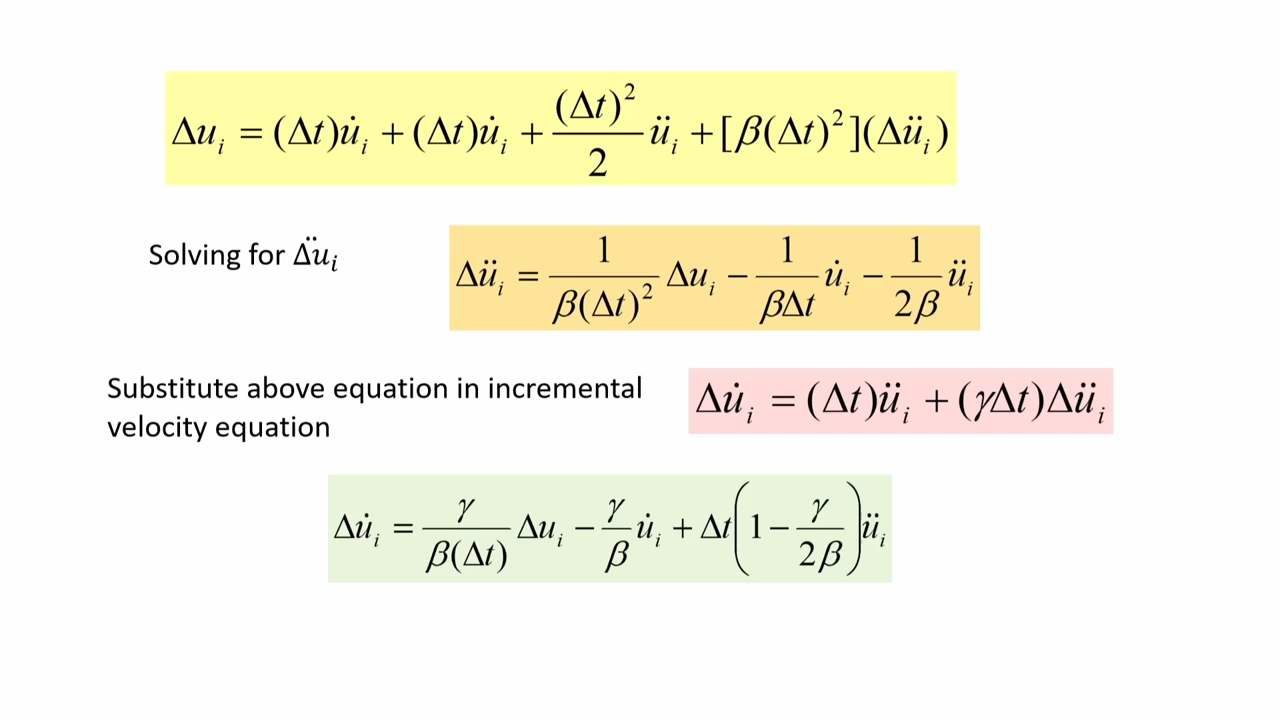 Δu_i = (Δt)u̇_i + (Δt)u̇_i + (Δt)²/2 ü_i + [β(Δt)²](Δü_i)
Solving for Δ̈u_i
Δü_i = 1/β(Δt)² Δu_i − 1/βΔt u̇_i − 1/2β ü_i
Substitute above equation in incremental
velocity equation
Δu̇_i = (Δt)ü_i + (γΔt)Δü_i
Δu̇_i = γ/β(Δt) Δu_i − γ/β u̇_i + Δt(1 − γ/2β)ü_i